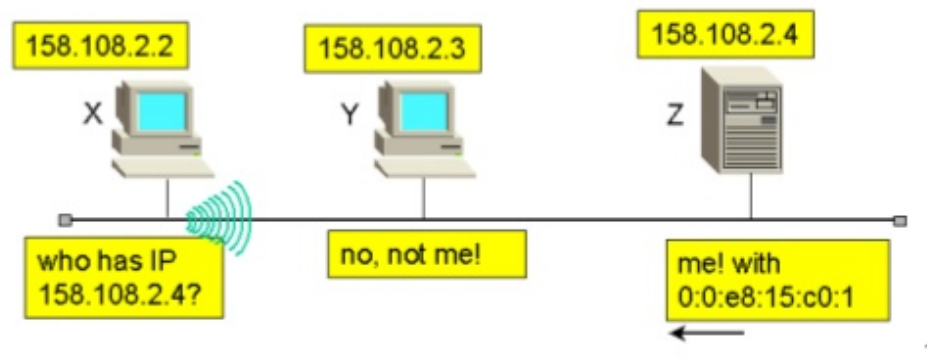 158.108.2.2
158.108.2.3
158.108.2.4
X
Y
Z
who has IP
158.108.2.4?
no, not me!
me! with
0:0:e8:15:c0:1